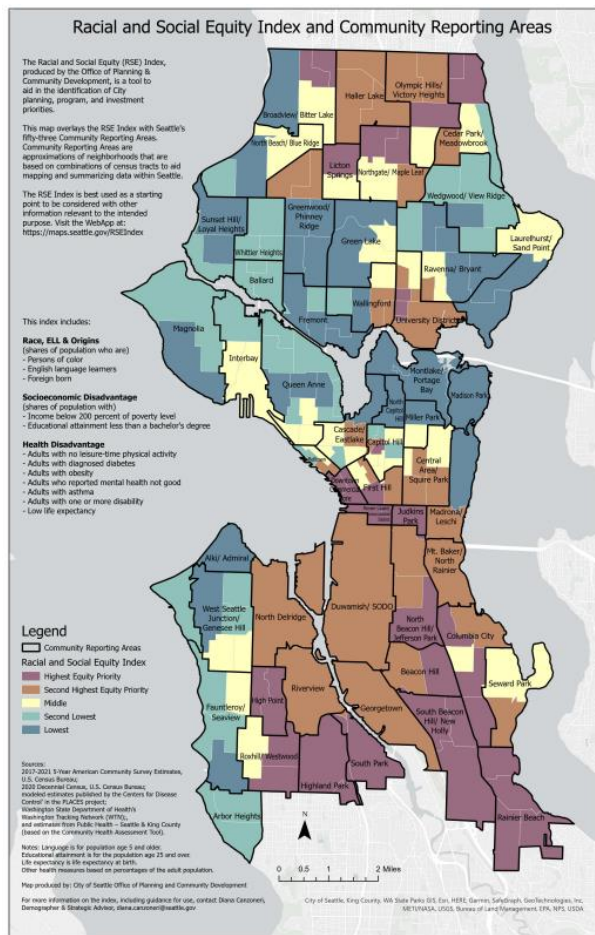 Racial and Social Equity Index and Community Reporting Areas
The Racial and Social Equity (RSE) Index,
produced by the Office of Planning &
Community Development, is a tool to
aid in the identification of City
planning, program, and investment
priorities.
This map overlays the RSE Index with Seattle's
fifty-three Community Reporting Areas.
Community Reporting Areas are
approximations of neighborhoods that are
based on combinations of census tracts to aid
mapping and summarizing data within Seattle.
The RSE Index is best used as a starting
point to be considered with other
information relevant to the intended
purpose. Visit the WebApp at:
https://maps.seattle.gov/RSEIndex
This index includes:
Race, ELL & Origins
(shares of population who are)
- Persons of color
- English language learners
- Foreign born
Socioeconomic Disadvantage
(shares of population with)
- Income below 200 percent of poverty level
- Educational attainment less than a bachelor's degree
Health Disadvantage
- Adults with no leisure-time physical activity
- Adults with diagnosed diabetes
- Adults with obesity
- Adults who reported mental health not good
- Adults with asthma
- Adults with one or more disability
- Low life expectancy
Broadview/ Bitter Lake
Haller Lake
Olympic Hills/
Victory Heights
North Beach/ Blue Ridge
Licton
Springs
Northgate/ Maple Leaf
Cedar Park/
Meadowbrook
Wedgwood/ View Ridge
Sunset Hill/
Loyal Heights
Greenwood/
Phinney
Ridge
Whittier Heights
Green Lake
Laurelhurst/
Sand Point
Ravenna/ Bryant
Ballard
Fremont
Wallingford
University District
Magnolia
Interbay
Queen Anne
Montlake/
Portage
Bay
Madison Park
North
Capitol
Hill
Miller Park
Cascade/
Eastlake
Capitol Hill
Central
Area/
Squire Park
First Hill
Judkins
Park
Madrona/
Leschi
Mt. Baker/
North
Rainier
Alki/ Admiral
West Seattle
Junction/
Genesee Hill
North Delridge
Duwamish/ SODO
North
Beacon Hill/
Jefferson Park
Columbia City
Beacon Hill
Seward Park
Fauntleroy/
Seaview
High Point
Riverview
Georgetown
South Beacon
Hill/ New
Holly
Roxhill/ Westwood
South Park
Highland Park
Arbor Heights
Rainier Beach
Legend
Community Reporting Areas
Racial and Social Equity Index
Highest Equity Priority
Second Highest Equity Priority
Middle
Second Lowest
Lowest
Sources:
2017-2021 5-Year American Community Survey Estimates,
U.S. Census Bureau;
2020 Decennial Census, U.S. Census Bureau;
modeled estimates published by the Centers for Disease
Control' in the PLACES project;
Washington State Department of Health's
Washington Tracking Network (WTN);,
and estimates from Public Health – Seattle & King County
(based on the Community Health Assessment Tool).
Notes: Language is for population age 5 and older.
Educational attainment is for the population age 25 and over.
Life expectancy is life expectancy at birth.
Other health measures based on percentages of the adult population.
Map produced by: City of Seattle Office of Planning and Community Development
For more information on the index, including guidance for use, contact Diana Canzoneri,
Demographer & Strategic Advisor, diana.canzoneri@seattle.gov
N
0 0.5 1 2 Miles
City of Seattle, King County, WA State Parks GIS, Esri, HERE, Garmin, SafeGraph, GeoTechnologies, Inc,
METI/NASA, USGS, Bureau of Land Management, EPA, NPS, USDA